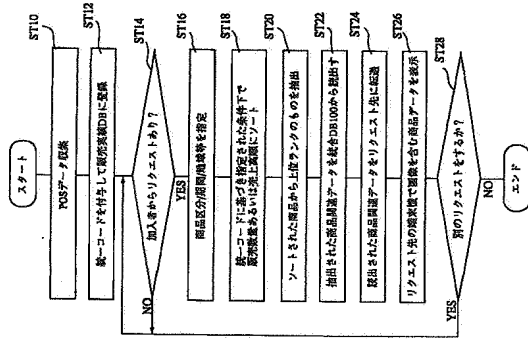 スタート
ST10
POSデータ収集
ST12
統一コードを付与して販売実績DBに登録
ST14
加入者からリクエストあり?
NO
YES
ST16
商品区分/期間/地域等を指定
ST18
統一コードに基づき指定された条件下で
販売数量あるいは売上高順にソート
ST20
ソートされた商品から上位ランクのものを抽出
ST22
抽出された商品関連データを統合DB100から読出す
ST24
読出された商品関連データをリクエスト先に転送
ST26
リクエスト先の端末機で画像を含む商品データを表示
ST28
別のリクエストをするか?
YES
NO
エンド